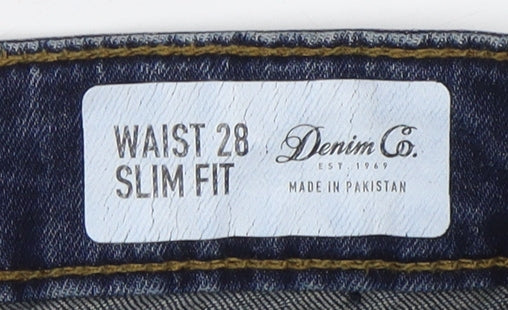 WAIST 28
SLIM FIT
Denim Co.
EST. 1969
MADE IN PAKISTAN